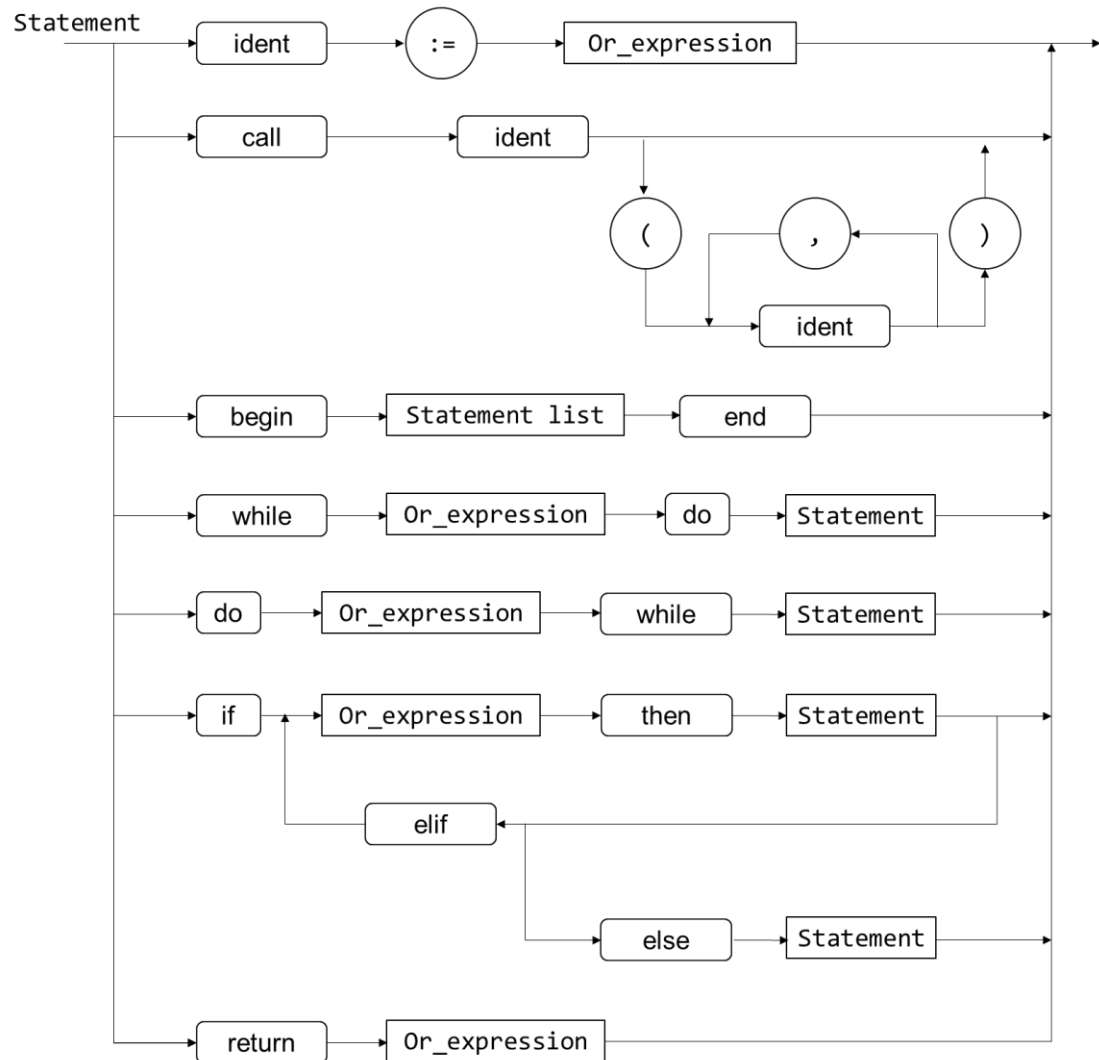 Statement
ident := Or_expression
call ident
( , )
ident
begin Statement list end
while Or_expression do Statement
do Or_expression while Statement
if Or_expression then Statement
elif
else Statement
return Or_expression